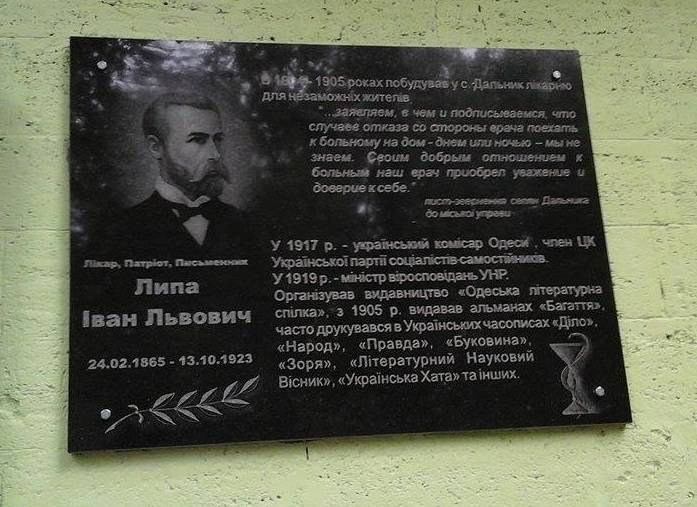 Лікар, Патріот, Письменник
Липа
Іван Львович
24.02.1865 - 13.10.1923
1905 роках побудував у с. Дальник лікарню
для незаможніх жителів
"...заявляем, в чем и подписываемся, что
случаев отказа со стороны врача поехать
к больному на дом - днем или ночью – мы не
знаем. Своим добрым отношением к
больным наш врач приобрел уважение и
доверие к себе."
лист-звернення селян Дальника
до міської управи
У 1917 р. - український комісар Одеси , член ЦК
Української партії соціалістів-самостійників.
У 1919 р. - міністр віросповідань УНР.
Організував видавництво «Одеська літературна
спілка», з 1905 р. видавав альманах «Багаття».
часто друкувався в Українських часописах «Діло»,
«Народ», «Правда», «Буковина»,
«Зоря», «Літературний Науковий
Вісник», «Українська Хата» та інших.